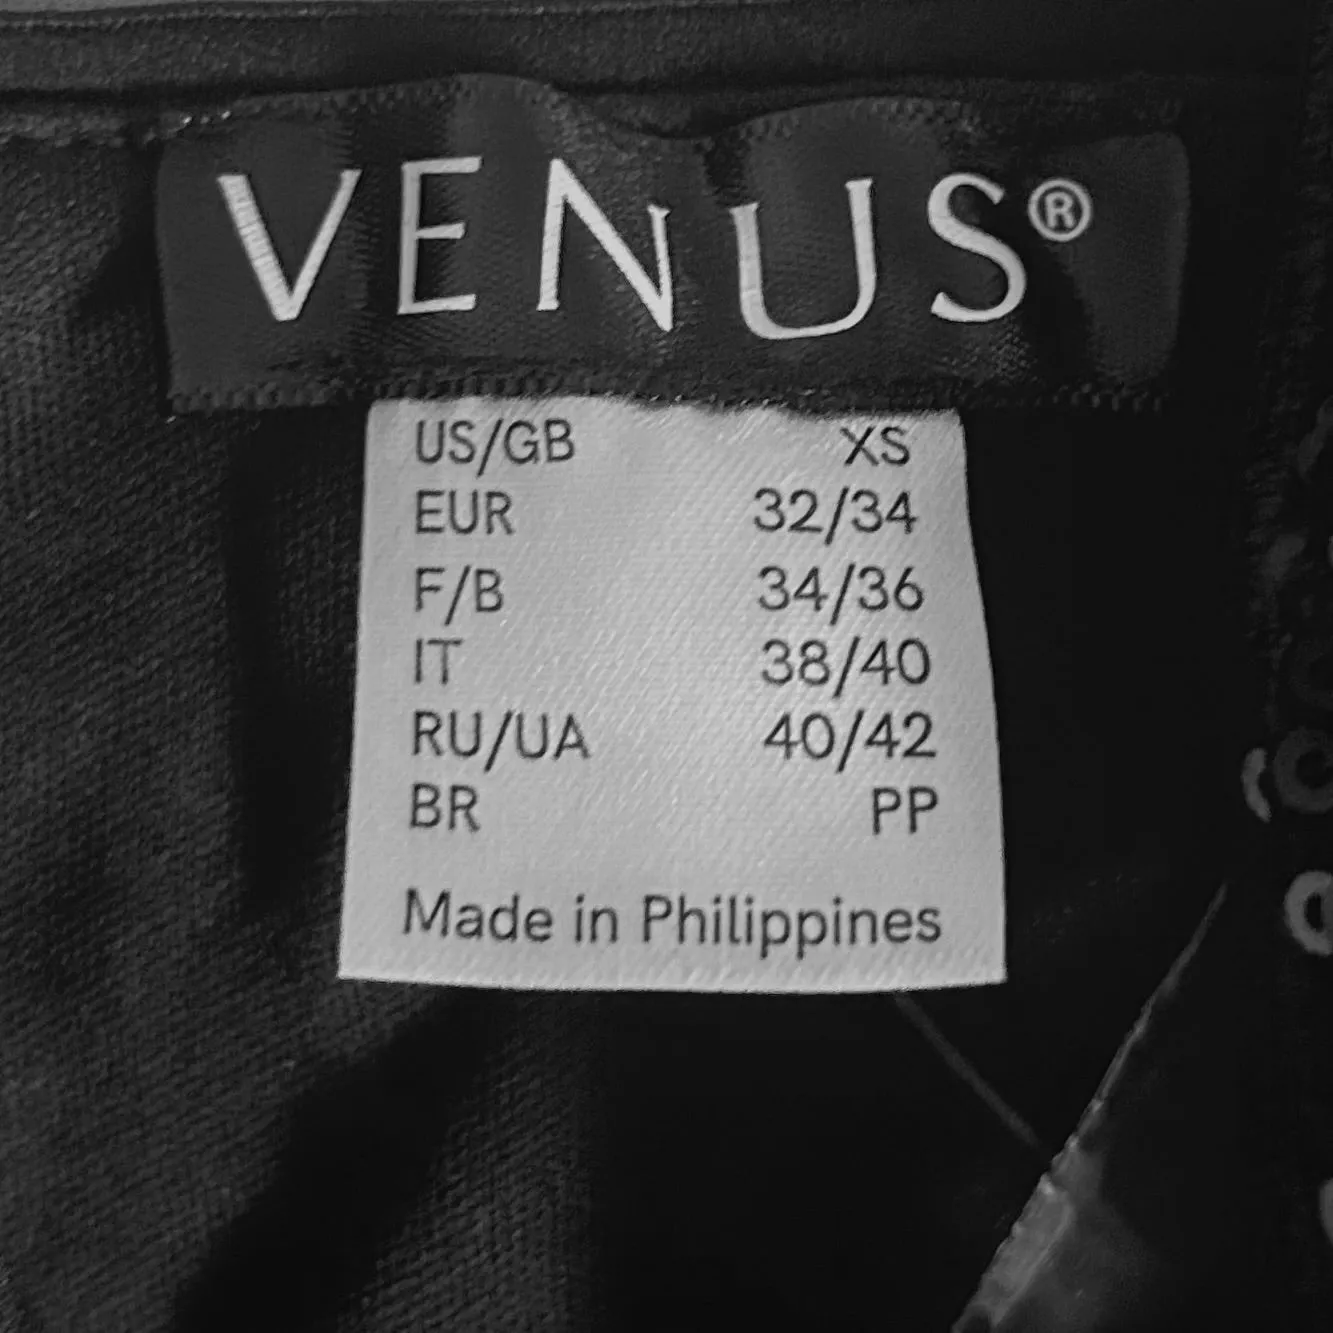 VENUS®
US/GB XS
EUR 32/34
F/B 34/36
IT 38/40
RU/UA 40/42
BR PP
Made in Philippines